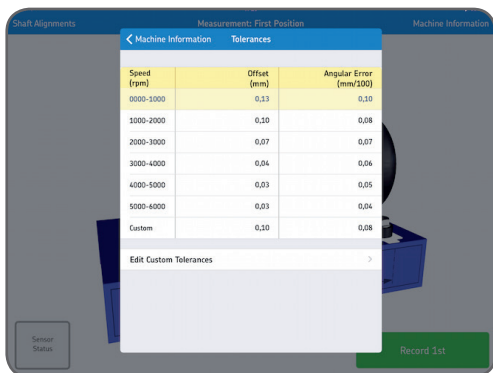 Shaft Alignments Measurement: First Position Machine Information
Machine Information Tolerances
Speed (rpm) Offset (mm) Angular Error (mm/100)
0000-1000 0,13 0,10
1000-2000 0,10 0,08
2000-3000 0,07 0,07
3000-4000 0,04 0,06
4000-5000 0,03 0,05
5000-6000 0,03 0,04
Custom 0,10 0,08
Edit Custom Tolerances
Sensor
Status
Record 1st